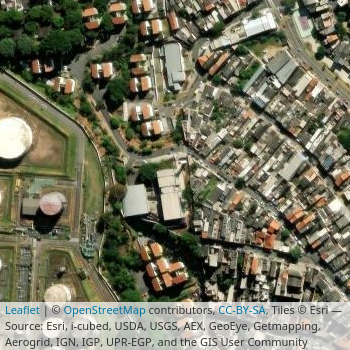 Leaflet | © OpenStreetMap contributors, CC-BY-SA, Tiles © Esri —
Source: Esri, i-cubed, USDA, USGS, AEX, GeoEye, Getmapping,
Aerogrid, IGN, IGP, UPR-EGP, and the GIS User Community